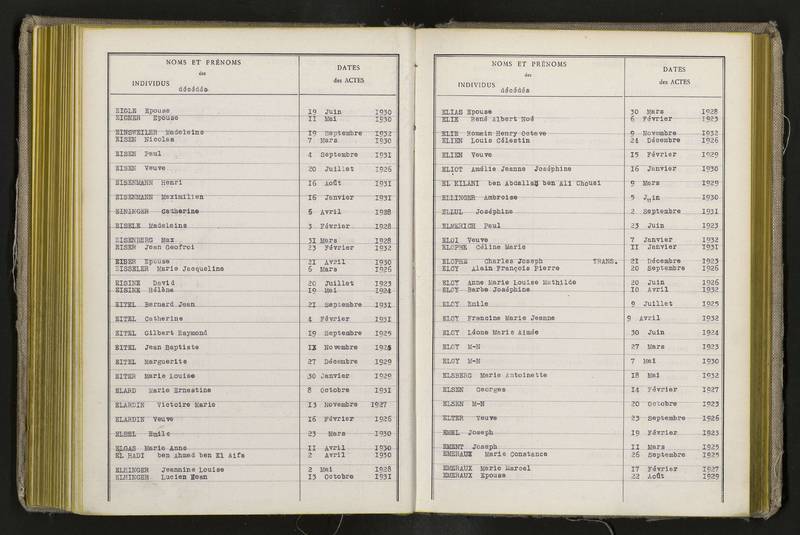 NOMS ET PRÉNOMS
des
INDIVIDUS décédés
DATES
des ACTES
EIDLE Epouse 19 Juin 1930
EIGNER Epouse 11 Mai 1930
EINSWEILER Madeleine 19 Septembre 1932
EISEN Nicolas 7 Mars 1930
EISEN Paul 4 Septembre 1931
EISEN Veuve 20 Juillet 1926
EISENMANN Henri 16 Août 1931
EISENMANN Maximilien 16 Janvier 1931
EININGER Catherine 6 Avril 1928
EISELE Madeleine 3 Février 1928
EISENBERG Max 31 Mars 1928
EISER Jean Geofroi 23 Février 1932
EIBER Epouse 21 Avril 1930
EISSELER Marie Jacqueline 6 Mars 1926
EISINE David 20 Juillet 1923
EISINE Hélène 19 Mai 1924
EITEL Bernard Jean 21 Septembre 1931
EITEL Catherine 4 Février 1931
EITEL Gilbert Raymond 19 Septembre 1925
EITEL Jean Baptiste Novembre
EITEL Marguerite 27 Décembre 1929
EITER Marie Louise 30 Janvier 1929
ELARD Marie Ernestine 8 Octobre 1931
ELARDIN Victoire Marie 13 Novembre 1927
ELARDIN Veuve 16 Février 1926
ELBEL Emile 23 Mars 1930
ELGAS Marie Anne 11 Avril 1930
EL HADI ben Ahmed ben El Aifa 2 Avril 1930
ELHINGER Jeannine Louise 2 Mai 1928
ELHINGER Lucien Jean 13 Octobre 1931
NOMS ET PRÉNOMS
des
INDIVIDUS décédés
DATES
des ACTES
ELIAS Epouse 30 Mars 1928
ELIE René Albert Noé 6 Février 1923
ELIE Romain Henry Octave 9 Novembre 1932
ELIEN Louis Célestin 24 Décembre 1926
ELIEN Veuve 15 Février 1929
ELIOT Amélie Jeanne Joséphine 16 Janvier 1930
EL KILANI ben Abdallah ben Ali Chousi 9 Mars 1929
ELLINGER Ambroise 5 Juin 1930
ELLUL Joséphine 2 Septembre 1931
ELMERICH Paul 23 Juin 1923
ELOI Veuve 7 Janvier 1932
ELOPHE Céline Marie 11 Janvier 1931
ELOPHE Charles Joseph TRANS. 21 Décembre 1923
ELOY Alain François Pierre 20 Septembre 1926
ELOY Anne Marie Louise Mathilde 20 Juin 1926
ELOY Barbe Joséphine 10 Avril 1932
ELOY Emile 9 Juillet 1925
ELOY Francine Marie Jeanne 9 Avril 1932
ELOY Léone Marie Aimée 30 Juin 1924
ELOY M-N 27 Mars 1923
ELOY M-N 7 Mai 1930
ELSBERG Marie Antoinette 18 Mai 1932
ELSEN Georges 14 Février 1927
ELSEN M-N 20 Octobre 1923
ELTER Veuve 23 Septembre 1926
EMEL Joseph 19 Février 1923
EMENT Joseph 11 Mars 1925
EMERAUX Marie Constance 26 Septembre 1925
EMERAUX Marie Marcel 17 Février 1927
EMERAUX Epouse 22 Août 1929